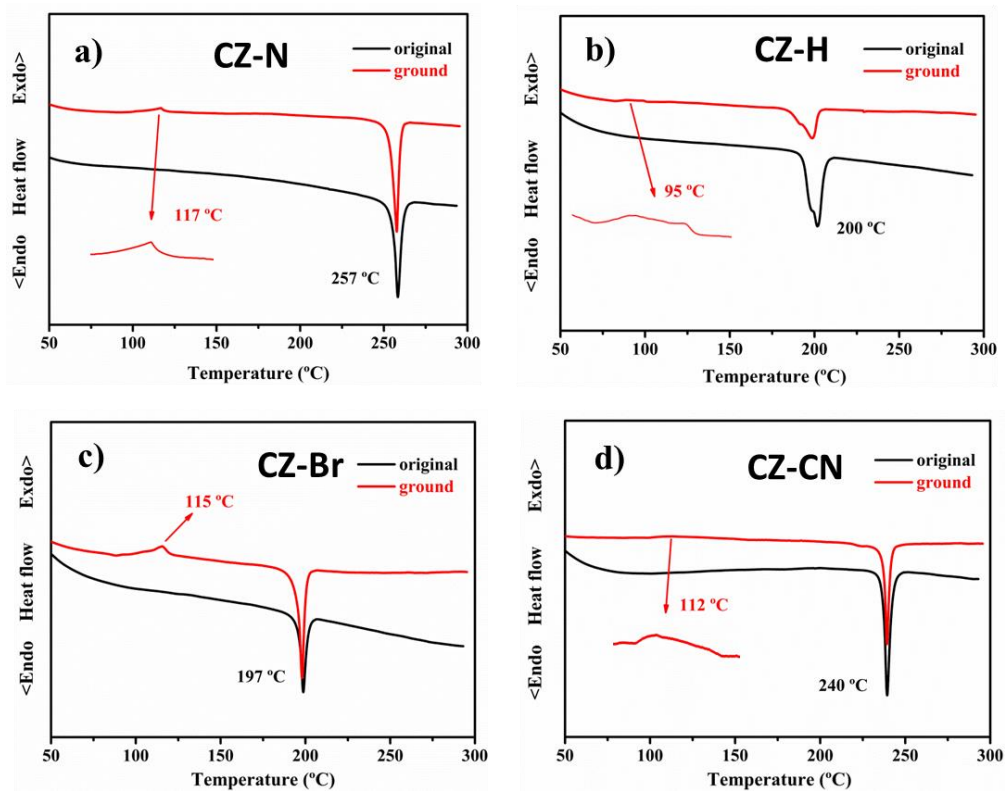 a)
CZ-N
original
ground
<Endo Heat flow Exdo>
117 ºC
257 ºC
50 100 150 200 250 300
Temperature (ºC)
b)
CZ-H
original
ground
<Endo Heat flow Exdo>
95 ºC
200 ºC
50 100 150 200 250 300
Temperature (ºC)
c)
CZ-Br
original
ground
<Endo Heat flow Exdo>
115 ºC
197 ºC
50 100 150 200 250 300
Temperature (ºC)
d)
CZ-CN
original
ground
<Endo Heat flow Exdo>
112 ºC
240 ºC
50 100 150 200 250 300
Temperature (ºC)